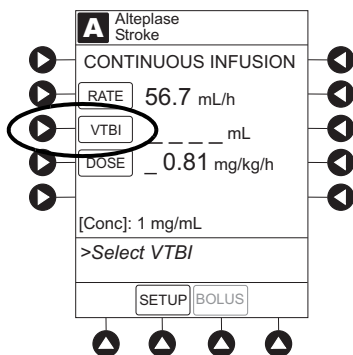 A Alteplase
Stroke
CONTINUOUS INFUSION
RATE 56.7 mL/h
VTBI _ _ _ _ mL
DOSE _ 0.81 mg/kg/h
[Conc]: 1 mg/mL
>Select VTBI
SETUP BOLUS